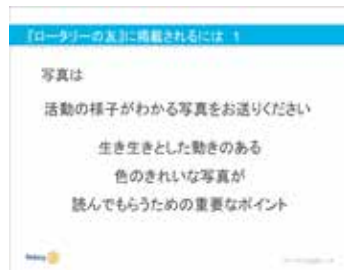 『ロータリーの友』に掲載されるには 1
写真は
活動の様子がわかる写真をお送りください
生き生きとした動きのある
色のきれいな写真が
読んでもらうための重要なポイント
Rotary